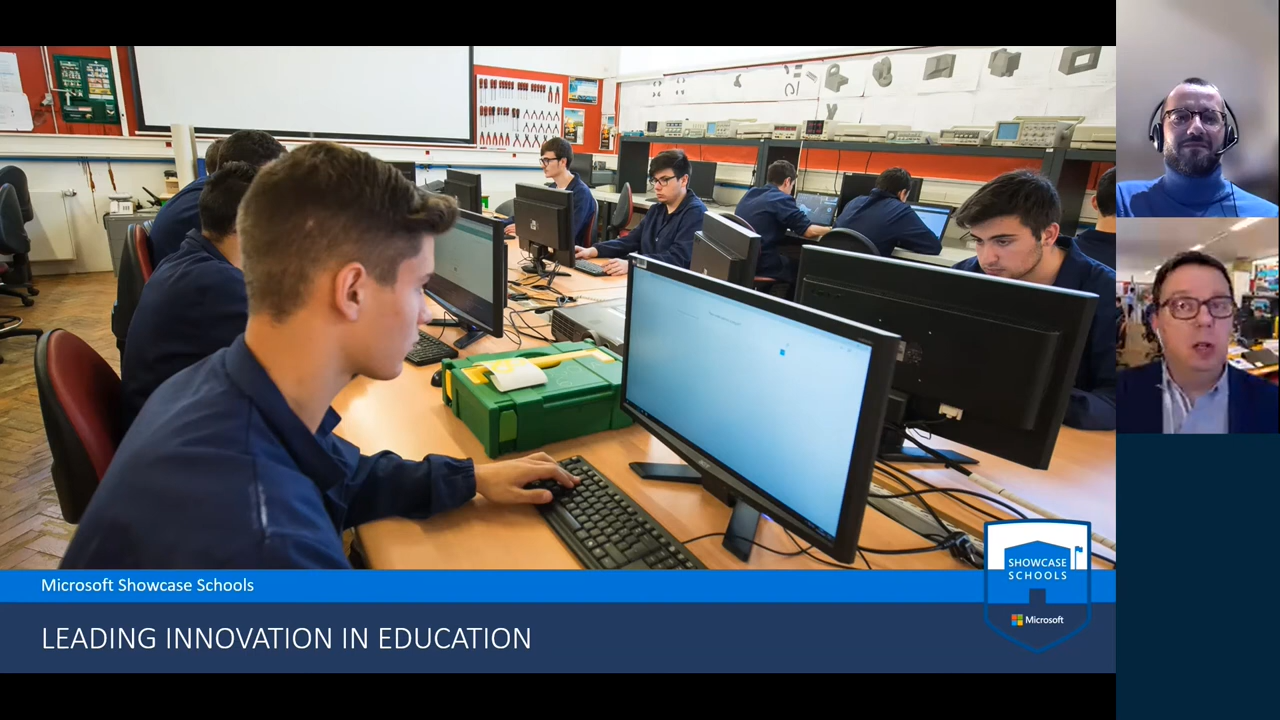 Microsoft Showcase Schools
LEADING INNOVATION IN EDUCATION
SHOWCASE
SCHOOLS
Microsoft